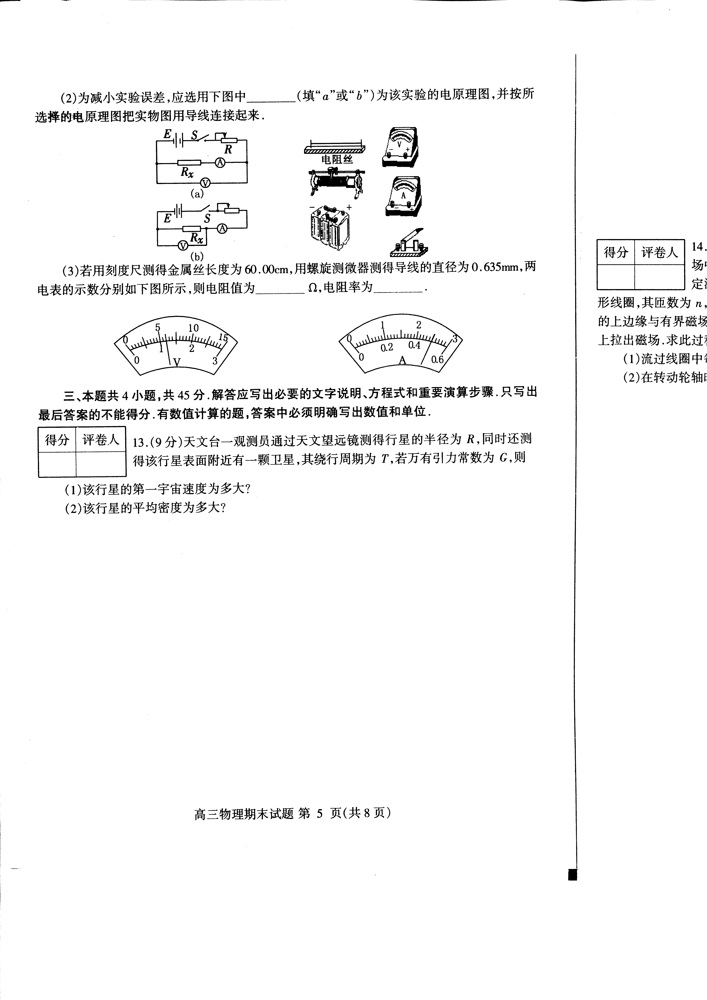 (2)为减小实验误差,应选用下图中________(填“a”或“b”)为该实验的电原理图,并按所
选择的电原理图把实物图用导线连接起来.
E S R
Rx A
V
(a)
E S
Rx A
V
(b)
电阻丝
V
- +
A
- +
- +
(3)若用刻度尺测得金属丝长度为60.00cm,用螺旋测微器测得导线的直径为0.635mm,两
电表的示数分别如下图所示,则电阻值为________ Ω,电阻率为________.
0 5 10 15
0 1 2 3
V
0 1 2 3
0 0.2 0.4 0.6
A
三、本题共4小题,共45分.解答应写出必要的文字说明、方程式和重要演算步骤.只写出
最后答案的不能得分.有数值计算的题,答案中必须明确写出数值和单位.
得分 评卷人
13.(9分)天文台一观测员通过天文望远镜测得行星的半径为 R,同时还测
得该行星表面附近有一颗卫星,其绕行周期为 T,若万有引力常数为 G,则
(1)该行星的第一宇宙速度为多大?
(2)该行星的平均密度为多大?
高三物理期末试题 第 5 页(共8页)
得分 评卷人
14.
场
定
形线圈,其匝数为 n,
的上边缘与有界磁场
上拉出磁场.求此过
(1)流过线圈中
(2)在转动轮轴